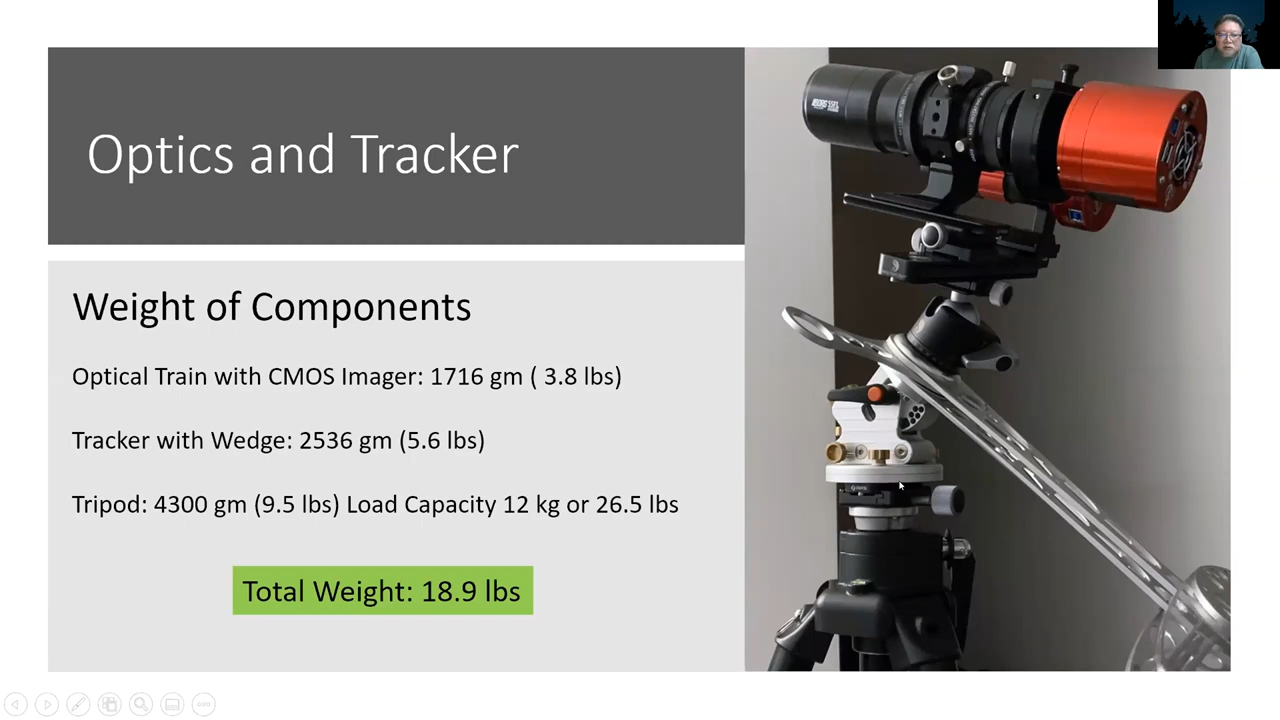 Optics and Tracker
Weight of Components
Optical Train with CMOS Imager: 1716 gm ( 3.8 lbs)
Tracker with Wedge: 2536 gm (5.6 lbs)
Tripod: 4300 gm (9.5 lbs) Load Capacity 12 kg or 26.5 lbs
Total Weight: 18.9 lbs
BORG 55FL